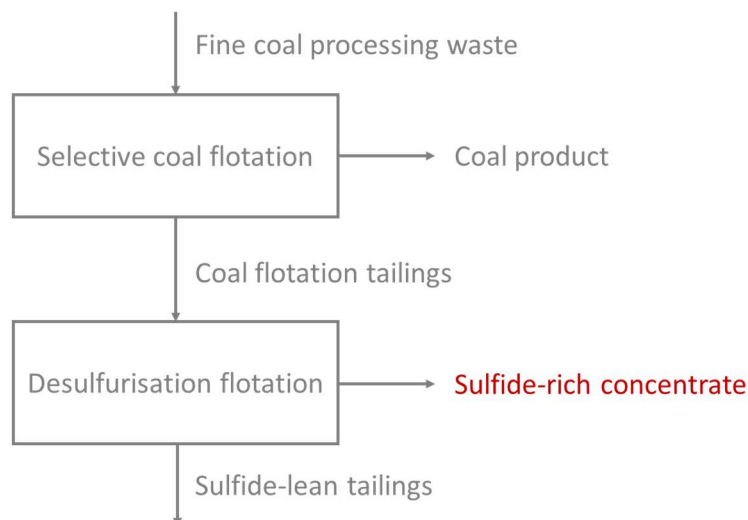 Fine coal processing waste
Selective coal flotation
Coal product
Coal flotation tailings
Desulfurisation flotation
Sulfide-rich concentrate
Sulfide-lean tailings